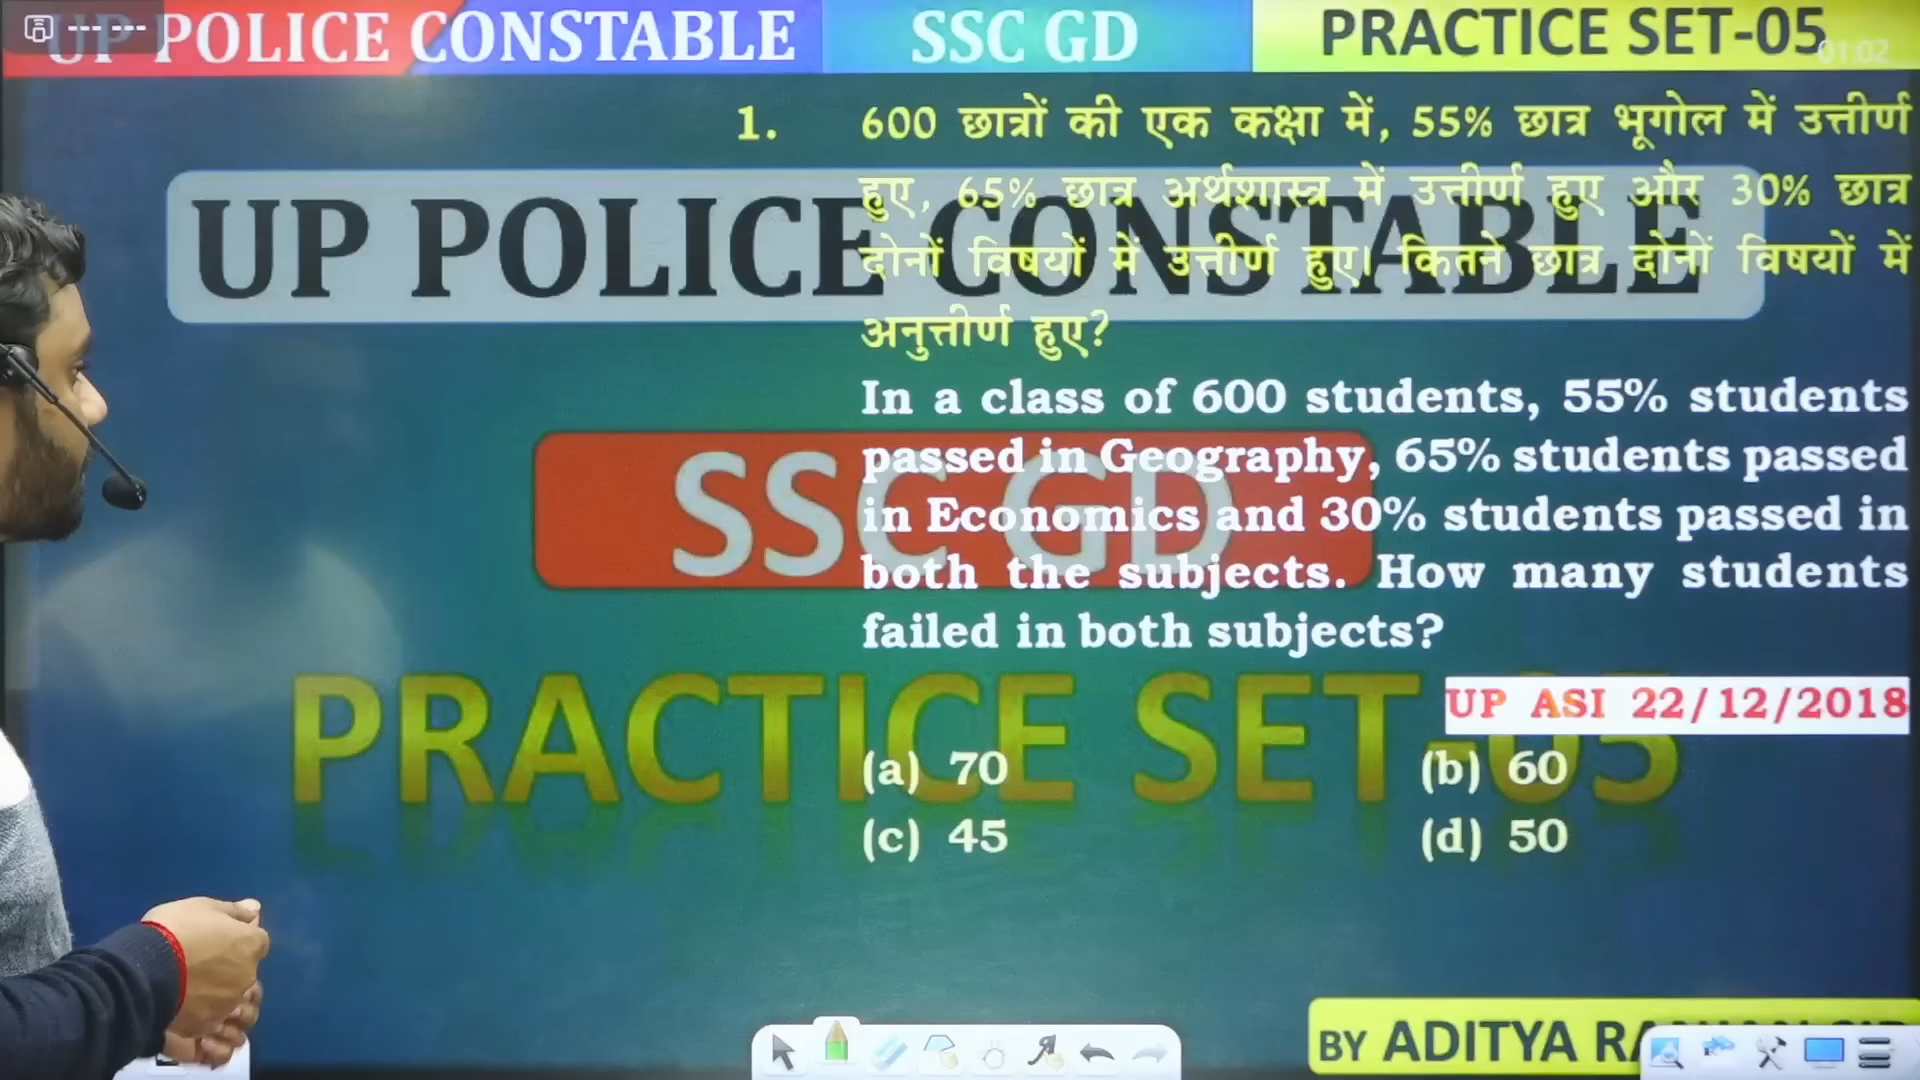 UP POLICE CONSTABLE SSC GD PRACTICE SET-05
01:02
1. 600 छात्रों की एक कक्षा में, 55% छात्र भूगोल में उत्तीर्ण
हुए, 65% छात्र अर्थशास्त्र में उत्तीर्ण हुए और 30% छात्र
दोनों विषयों में उत्तीर्ण हुए। कितने छात्र दोनों विषयों में
अनुत्तीर्ण हुए?
UP POLICE CONSTABLE
In a class of 600 students, 55% students
passed in Geography, 65% students passed
in Economics and 30% students passed in
both the subjects. How many students
failed in both subjects?
SSC GD
UP ASI 22/12/2018
PRACTICE SET-05
(a) 70 (b) 60
(c) 45 (d) 50
BY ADITYA